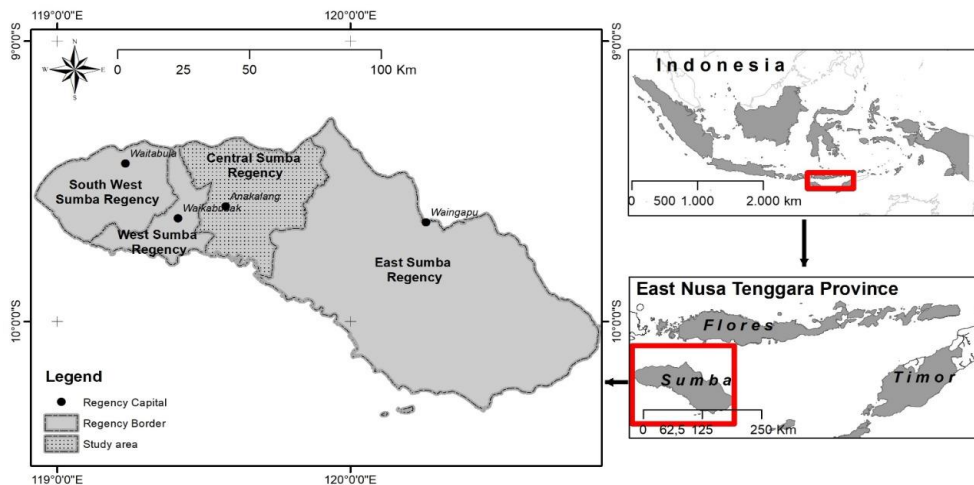 119°0'0"E
120°0'0"E
9°0'0"S
N
W
E
S
0 25 50 100 Km
Waitabula
Central Sumba
Regency
South West
Sumba Regency
Anakalang
Waikabubak
West Sumba
Regency
Waingapu
East Sumba
Regency
10°0'0"S
Legend
Regency Capital
Regency Border
Study area
119°0'0"E
120°0'0"E
9°0'0"S
Indonesia
0 500 1.000 2.000 km
East Nusa Tenggara Province
Flores
Sumba
Timor
0 62,5 125 250 Km
10°0'0"S